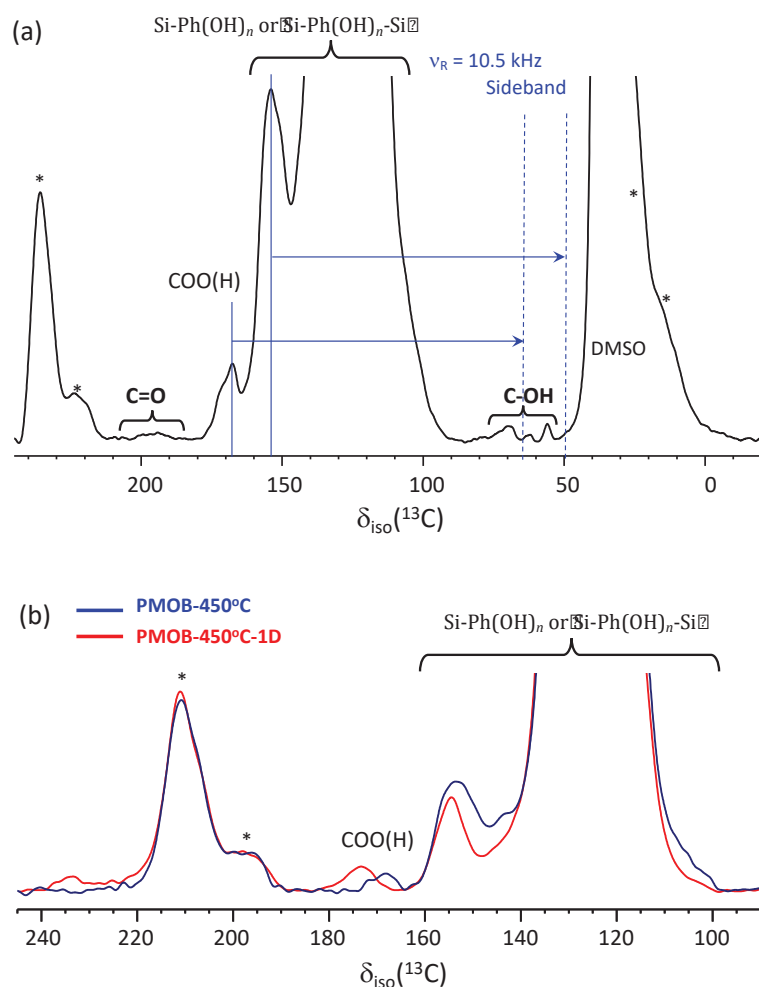 (a)
Si-Ph(OH)n or Si-Ph(OH)n-Si
νR = 10.5 kHz
Sideband
*
COO(H)
*
*
*
C=O
C-OH
DMSO
200 150 100 50 0
δiso(13C)
(b)
PMOB-450ºC
PMOB-450ºC-1D
Si-Ph(OH)n or Si-Ph(OH)n-Si
*
*
COO(H)
240 220 200 180 160 140 120 100
δiso(13C)